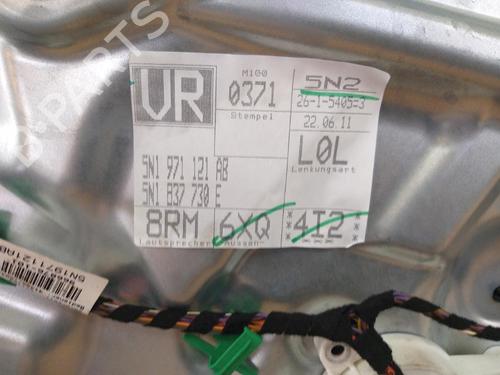 VR
M100
0371
Stempel
5N2
26-1-5405=3
22.06.11
L0L
Lenkungsart
5N1 971 121 AB
5N1 837 730 E
8RM
Lautsprecher
6XQ
Aussen-
4I2
PARTS
5N1971121A